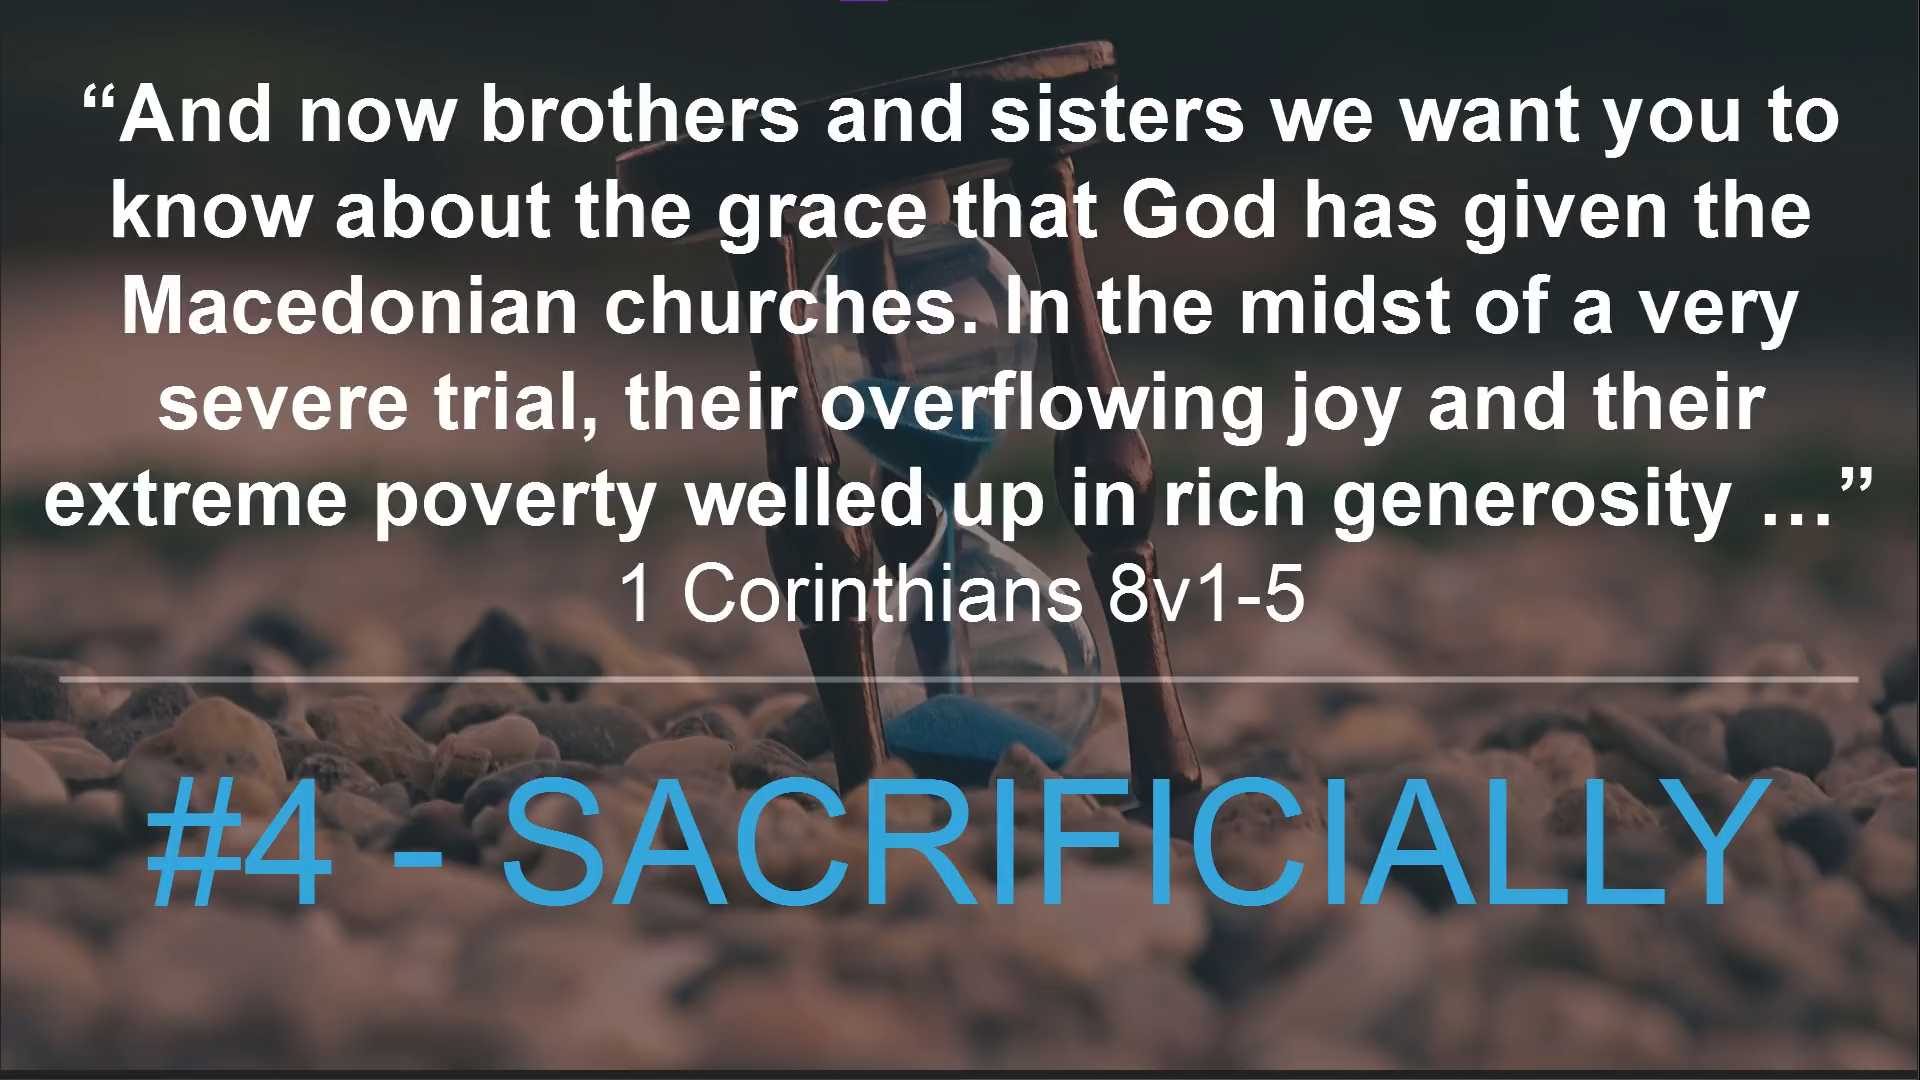 “And now brothers and sisters we want you to
know about the grace that God has given the
Macedonian churches. In the midst of a very
severe trial, their overflowing joy and their
extreme poverty welled up in rich generosity …”
1 Corinthians 8v1-5
#4 - SACRIFICIALLY